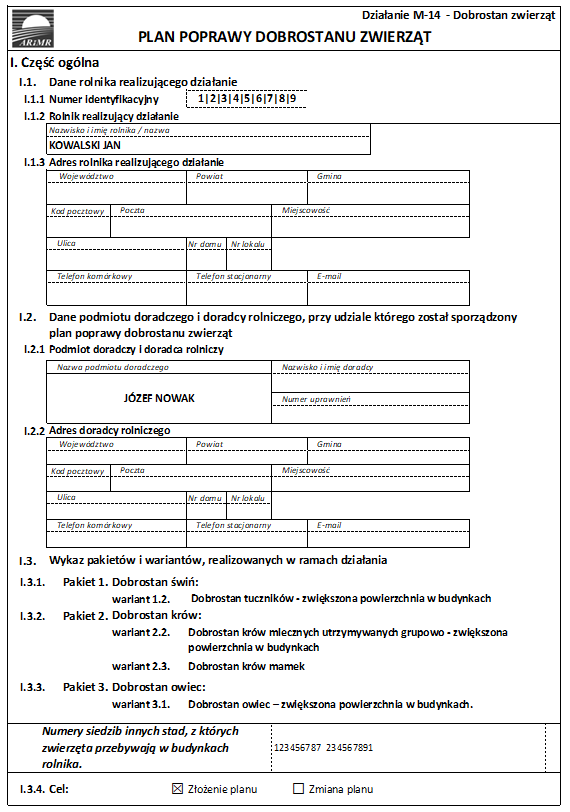 Działanie M-14 - Dobrostan zwierząt
ARiMR
PLAN POPRAWY DOBROSTANU ZWIERZĄT
I. Część ogólna
I.1. Dane rolnika realizującego działanie
I.1.1 Numer identyfikacyjny 1|2|3|4|5|6|7|8|9
I.1.2 Rolnik realizujący działanie
Nazwisko i imię rolnika / nazwa
KOWALSKI JAN
I.1.3 Adres rolnika realizującego działanie
Województwo Powiat Gmina
Kod pocztowy Poczta Miejscowość
Ulica Nr domu Nr lokalu
Telefon komórkowy Telefon stacjonarny E-mail
I.2. Dane podmiotu doradczego i doradcy rolniczego, przy udziale którego został sporządzony
plan poprawy dobrostanu zwierząt
I.2.1 Podmiot doradczy i doradca rolniczy
Nazwa podmiotu doradczego Nazwisko i imię doradcy
JÓZEF NOWAK
Numer uprawnień
I.2.2 Adres doradcy rolniczego
Województwo Powiat Gmina
Kod pocztowy Poczta Miejscowość
Ulica Nr domu Nr lokalu
Telefon komórkowy Telefon stacjonarny E-mail
I.3. Wykaz pakietów i wariantów, realizowanych w ramach działania
I.3.1. Pakiet 1. Dobrostan świń:
wariant 1.2. Dobrostan tuczników - zwiększona powierzchnia w budynkach
I.3.2. Pakiet 2. Dobrostan krów:
wariant 2.2. Dobrostan krów mlecznych utrzymywanych grupowo - zwiększona
powierzchnia w budynkach
wariant 2.3. Dobrostan krów mamek
I.3.3. Pakiet 3. Dobrostan owiec:
wariant 3.1. Dobrostan owiec – zwiększona powierzchnia w budynkach.
Numery siedzib innych stad, z których
zwierzęta przebywają w budynkach
rolnika.
123456787 234567891
I.3.4. Cel: ☒ Złożenie planu ☐ Zmiana planu